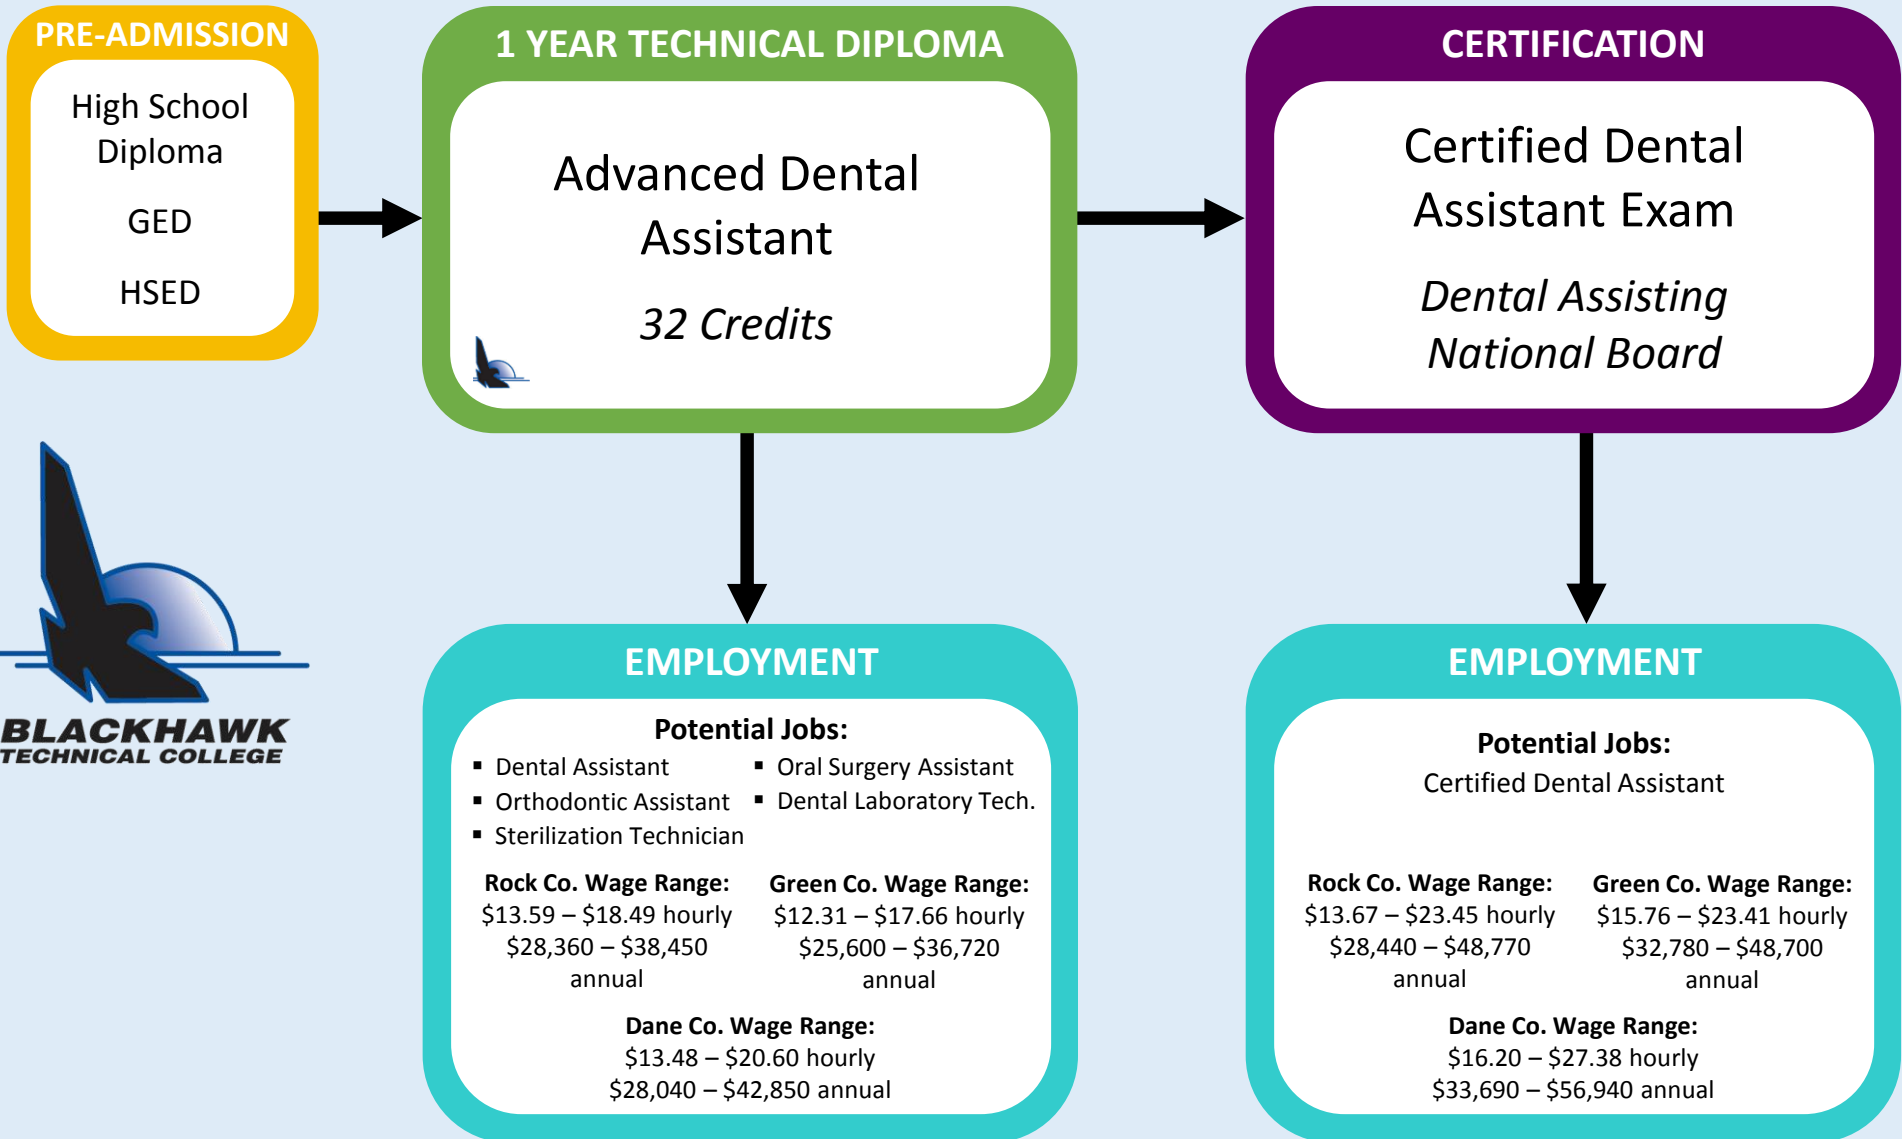 PRE-ADMISSION
High School
Diploma
GED
HSED
1 YEAR TECHNICAL DIPLOMA
Advanced Dental
Assistant
32 Credits
CERTIFICATION
Certified Dental
Assistant Exam
Dental Assisting
National Board
BLACKHAWK
TECHNICAL COLLEGE
EMPLOYMENT
Potential Jobs:
▪ Dental Assistant
▪ Orthodontic Assistant
▪ Sterilization Technician
▪ Oral Surgery Assistant
▪ Dental Laboratory Tech.
Rock Co. Wage Range:
$13.59 – $18.49 hourly
$28,360 – $38,450
annual
Green Co. Wage Range:
$12.31 – $17.66 hourly
$25,600 – $36,720
annual
Dane Co. Wage Range:
$13.48 – $20.60 hourly
$28,040 – $42,850 annual
EMPLOYMENT
Potential Jobs:
Certified Dental Assistant
Rock Co. Wage Range:
$13.67 – $23.45 hourly
$28,440 – $48,770
annual
Green Co. Wage Range:
$15.76 – $23.41 hourly
$32,780 – $48,700
annual
Dane Co. Wage Range:
$16.20 – $27.38 hourly
$33,690 – $56,940 annual